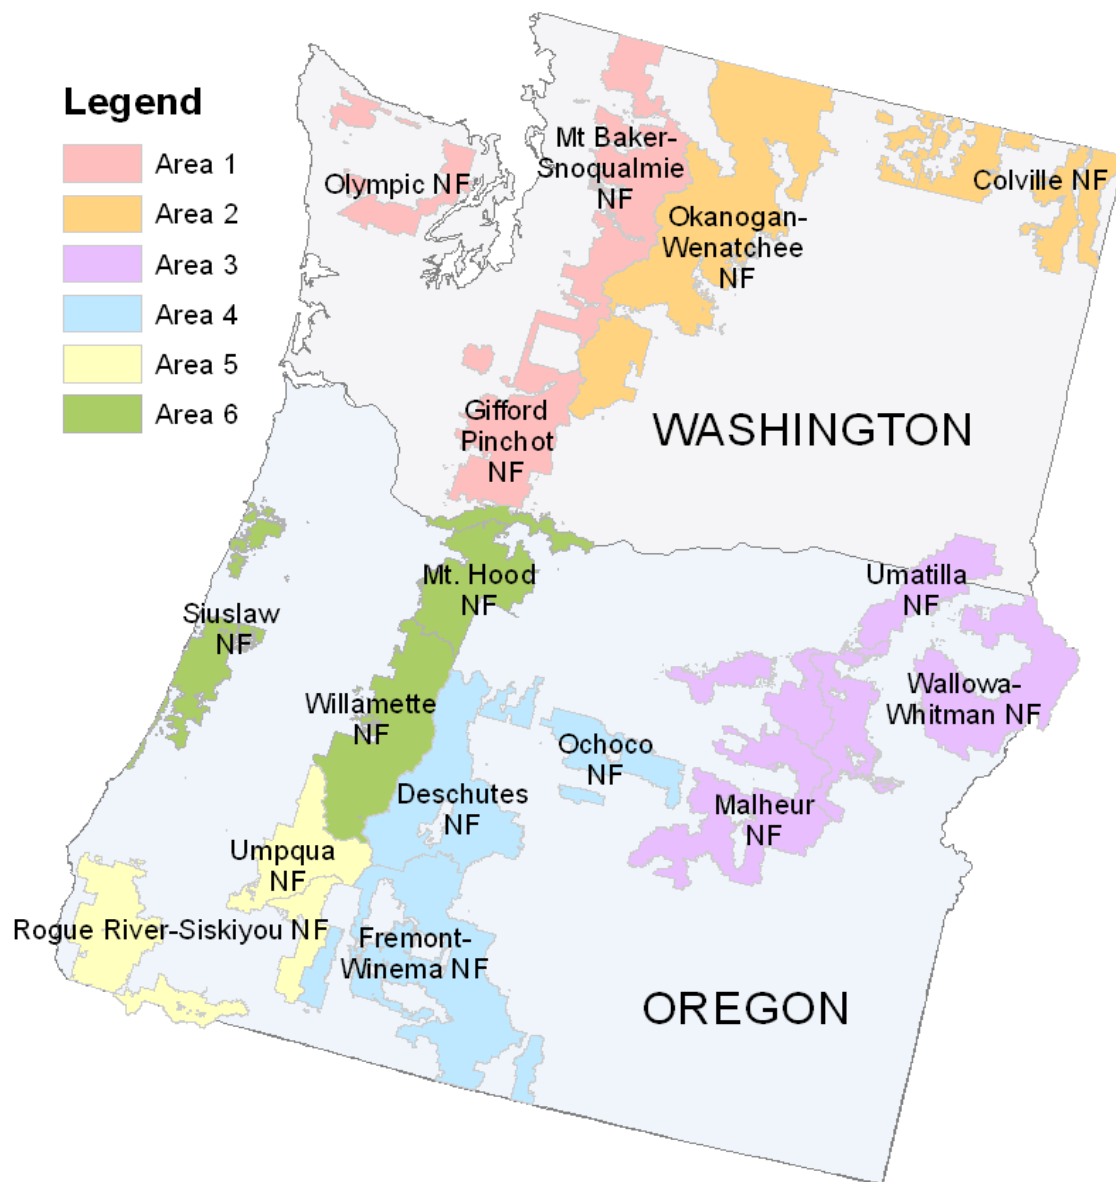 Legend
Area 1
Area 2
Area 3
Area 4
Area 5
Area 6
Olympic NF
Mt Baker-
Snoqualmie
NF
Okanogan-
Wenatchee
NF
Colville NF
Gifford
Pinchot
NF
WASHINGTON
Mt. Hood
NF
Umatilla
NF
Siuslaw
NF
Wallowa-
Whitman NF
Willamette
NF
Ochoco
NF
Deschutes
NF
Malheur
NF
Umpqua
NF
Rogue River-Siskiyou NF
Fremont-
Winema NF
OREGON